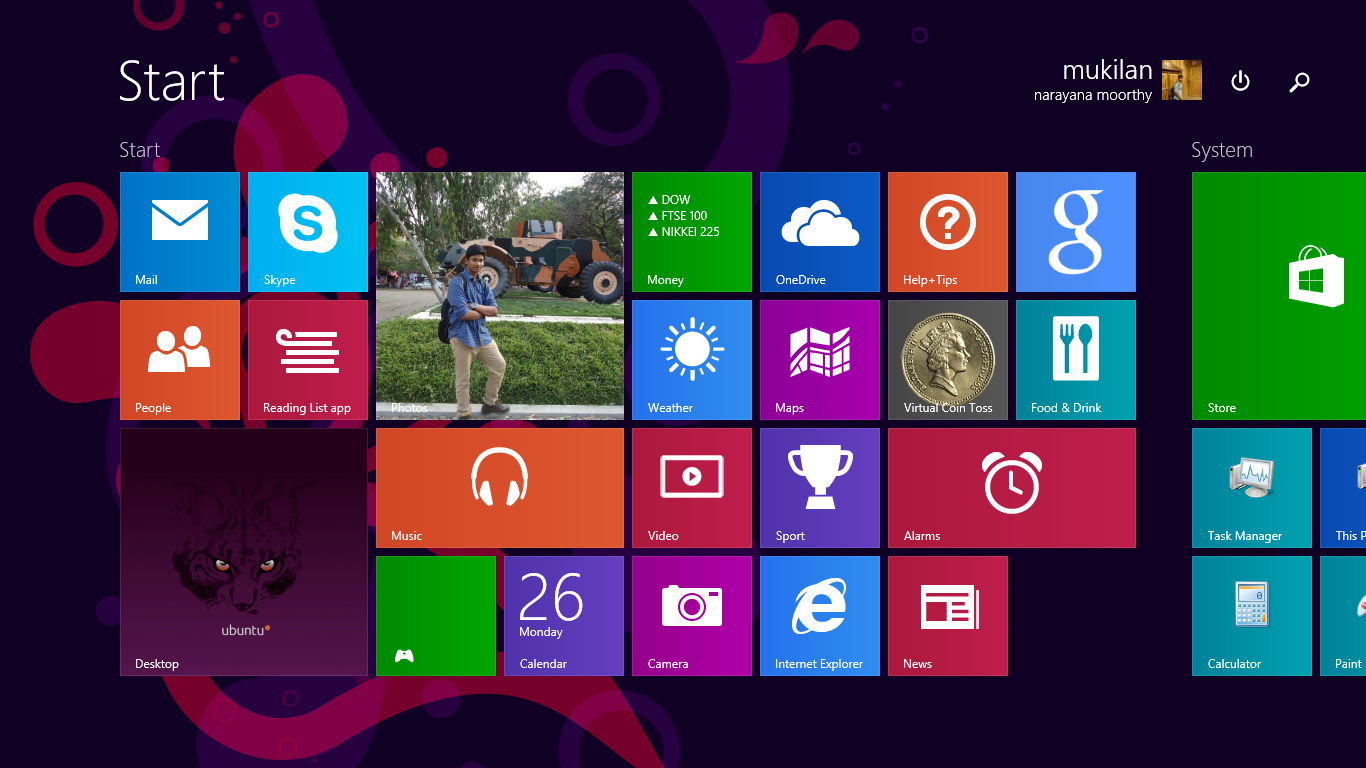 Start
mukilan
narayana moorthy
Start
System
Mail
Skype
Photos
DOW
FTSE 100
NIKKEI 225
Money
OneDrive
Help+Tips
g
People
Reading List app
Weather
Maps
Virtual Coin Toss
Food & Drink
Store
ubuntu
Desktop
Music
Video
Sport
Alarms
Task Manager
This P
26
Monday
Calendar
Camera
Internet Explorer
News
0
Calculator
Paint